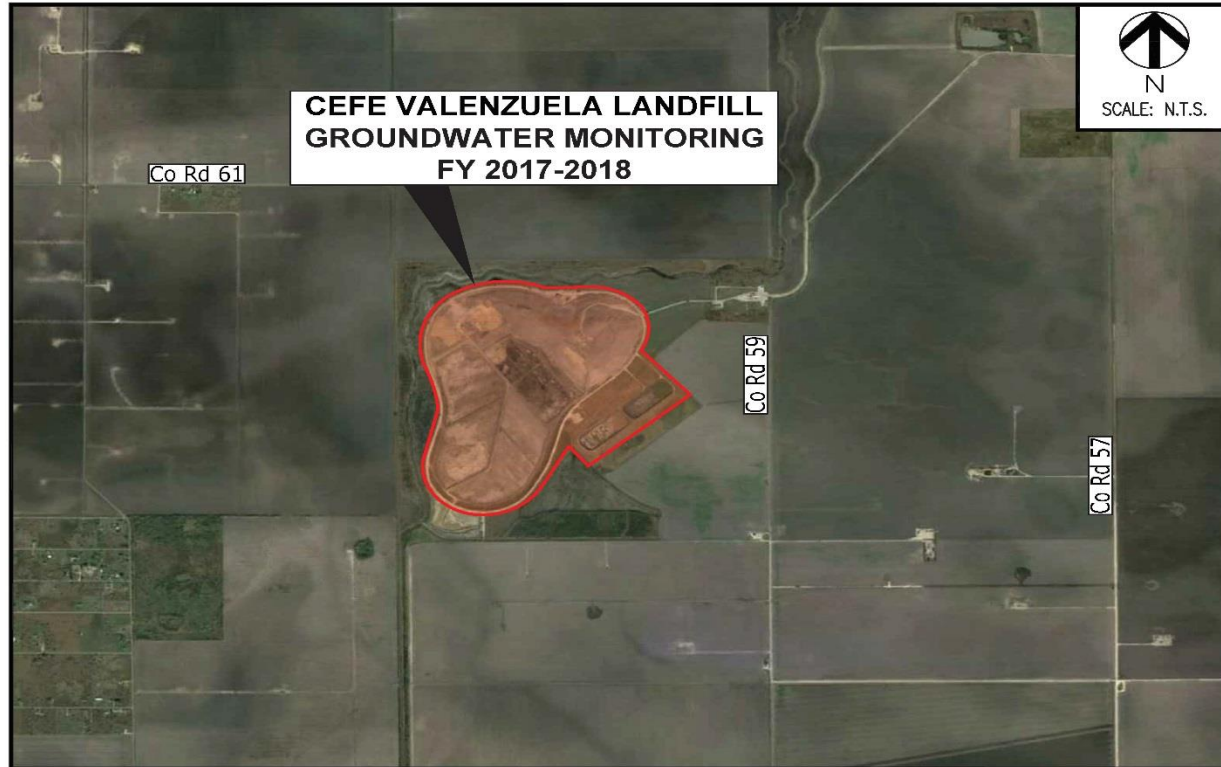 CEFE VALENZUELA LANDFILL
GROUNDWATER MONITORING
FY 2017-2018
N
SCALE: N.T.S.
Co Rd 61
Co Rd 59
Co Rd 57